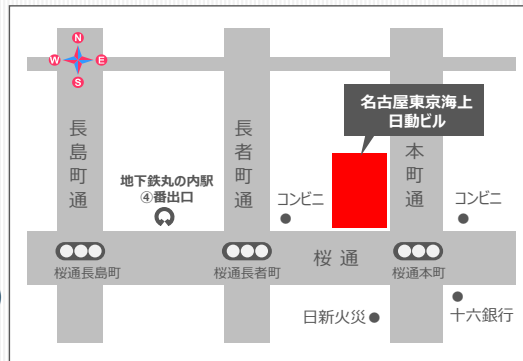 N
W
E
S
名古屋東京海上
日動ビル
長島町通
長者町通
本町通
地下鉄丸の内駅
④番出口
コンビニ
コンビニ
桜通
桜通長島町
桜通長者町
桜通本町
日新火災
十六銀行